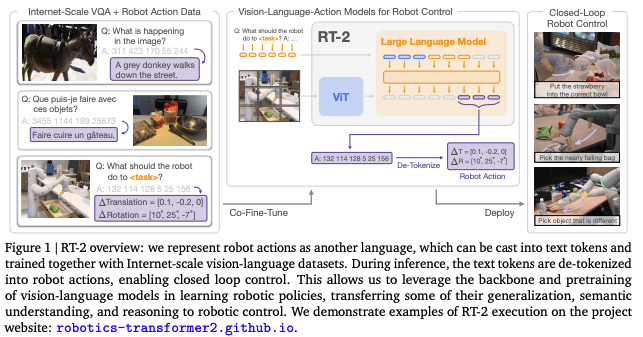 Internet-Scale VQA + Robot Action Data
Q: What is happening
in the image?
A: 311 423 170 55 244
A grey donkey walks
down the street.
Q: Que puis-je faire avec
ces objets?
A: 3455 1144 189 25673
Faire cuire un gâteau.
Q: What should the robot
do to <task>?
A: 132 114 128 5 25 156
ΔTranslation = [0.1, -0.2, 0]
ΔRotation = [10°, 25°, -7°]
Vision-Language-Action Models for Robot Control
Q: What should the robot
do to <task>? A: ...
RT-2
Large Language Model
ViT
A: 132 114 128 5 25 156
De-Tokenize
ΔT = [0.1, -0.2, 0]
ΔR = [10°, 25°, -7°]
Robot Action
Co-Fine-Tune
Deploy
Closed-Loop
Robot Control
Put the strawberry
into the correct bowl
Pick the nearly falling bag
Pick object that is different
Figure 1 | RT-2 overview: we represent robot actions as another language, which can be cast into text tokens and
trained together with Internet-scale vision-language datasets. During inference, the text tokens are de-tokenized
into robot actions, enabling closed loop control. This allows us to leverage the backbone and pretraining
of vision-language models in learning robotic policies, transferring some of their generalization, semantic
understanding, and reasoning to robotic control. We demonstrate examples of RT-2 execution on the project
website: robotics-transformer2.github.io.